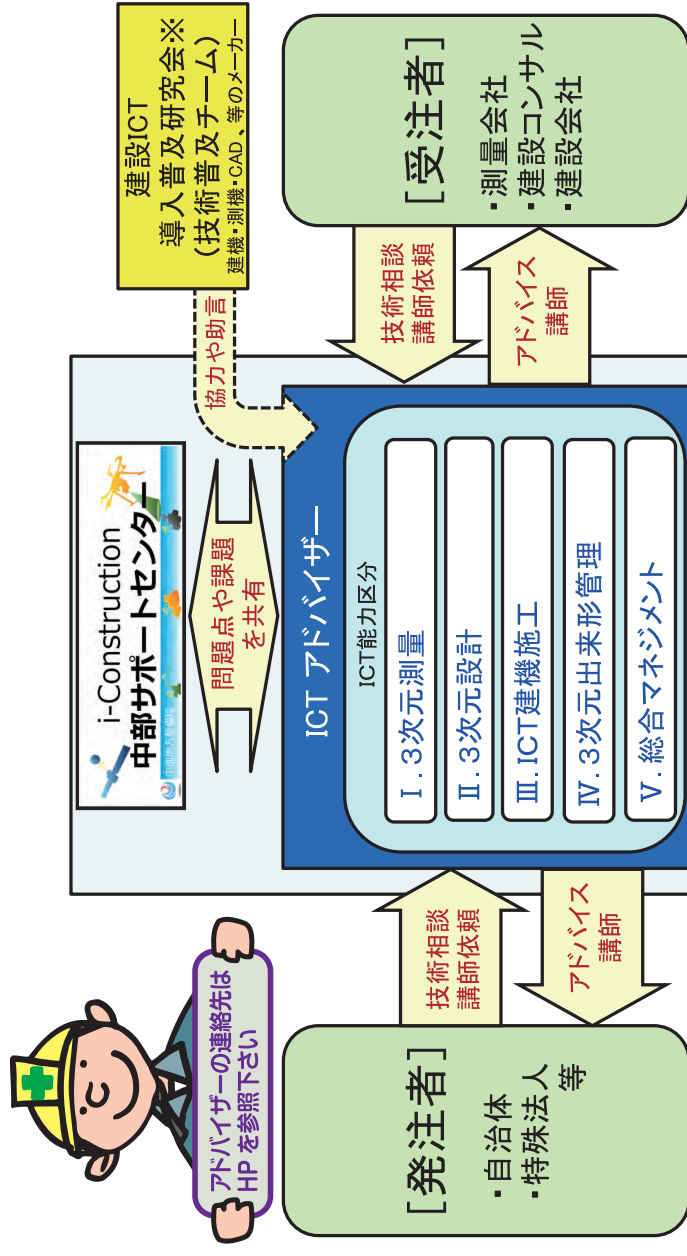 アドバイザーの連絡先は
HPを参照下さい
i-Construction
中部サポートセンター
中部地方整備局
建設ICT
導入普及研究会※
(技術普及チーム)
建機・測機・CAD、等のメーカー
問題点や課題
を共有
協力や助言
[発注者]
・自治体
・特殊法人
等
技術相談
講師依頼
アドバイス
講師
ICT アドバイザー
ICT能力区分
Ⅰ.3次元測量
Ⅱ.3次元設計
Ⅲ.ICT建機施工
Ⅳ.3次元出来形管理
Ⅴ.総合マネジメント
技術相談
講師依頼
アドバイス
講師
[受注者]
・測量会社
・建設コンサル
・建設会社